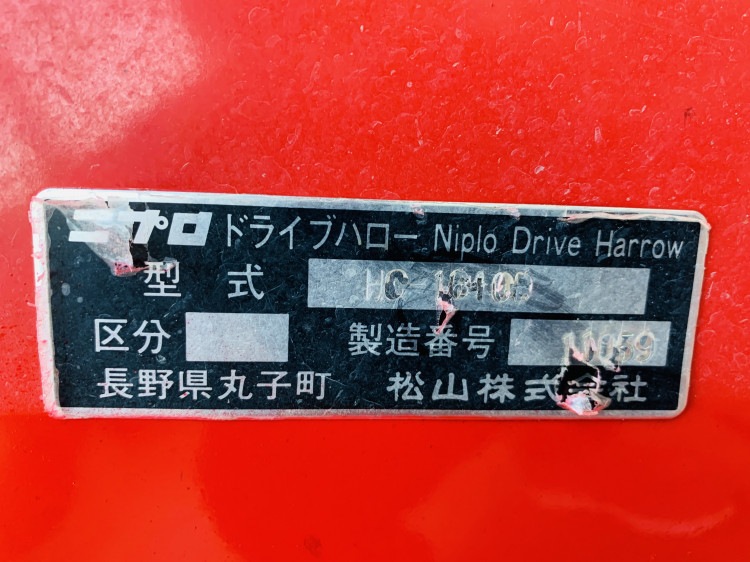 ニプロ ドライブハロー Niplo Drive Harrow
型式
区分 製造番号
長野県丸子町 松山株式会社